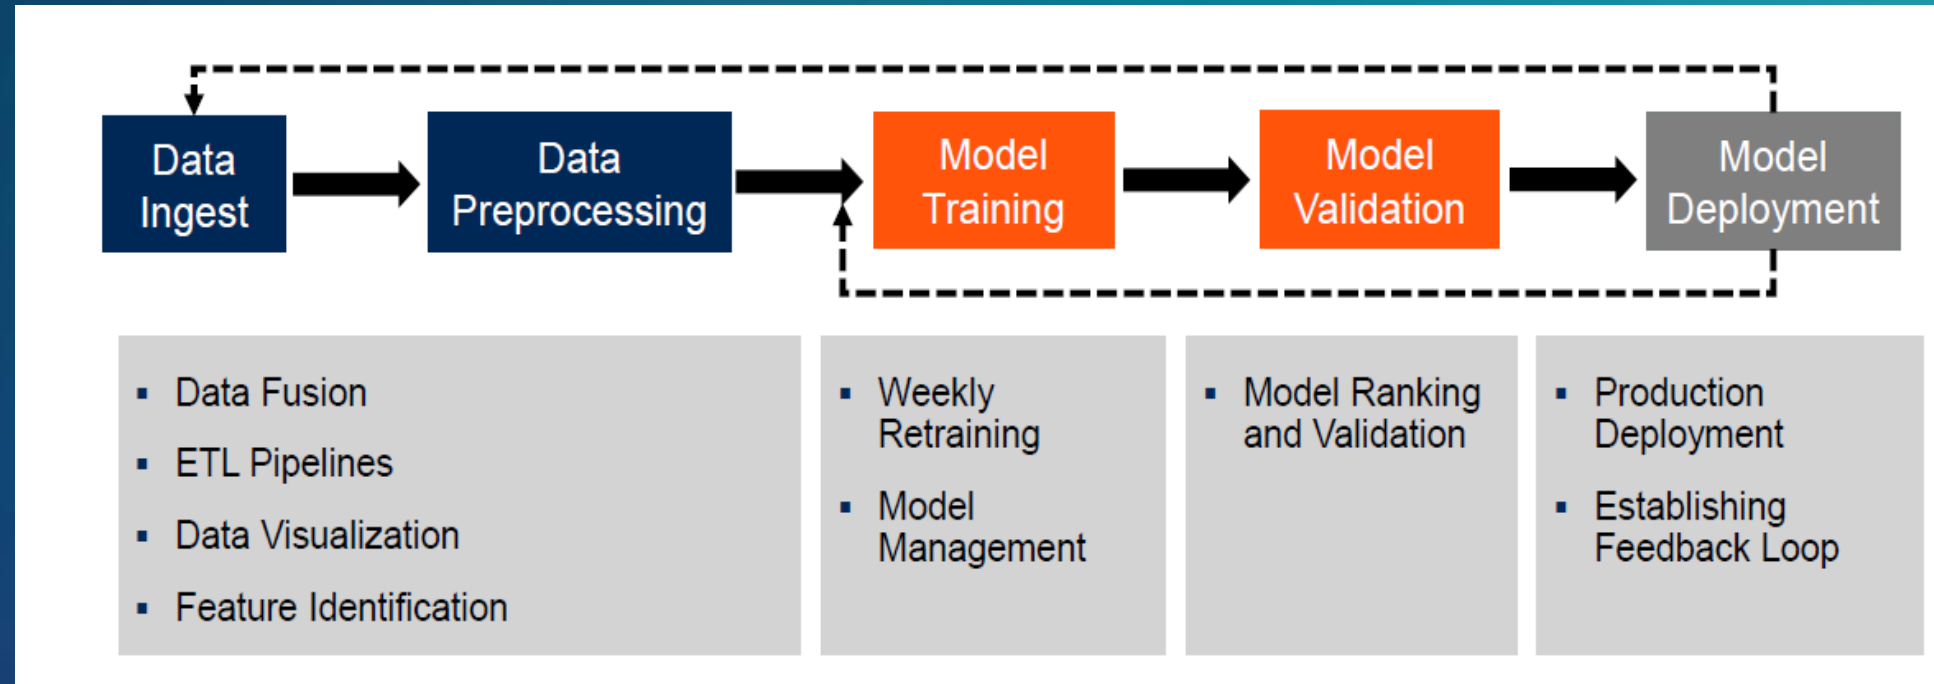 Data
Ingest
Data
Preprocessing
Model
Training
Model
Validation
Model
Deployment
▪ Data Fusion
▪ ETL Pipelines
▪ Data Visualization
▪ Feature Identification
▪ Weekly
Retraining
▪ Model
Management
▪ Model Ranking
and Validation
▪ Production
Deployment
▪ Establishing
Feedback Loop